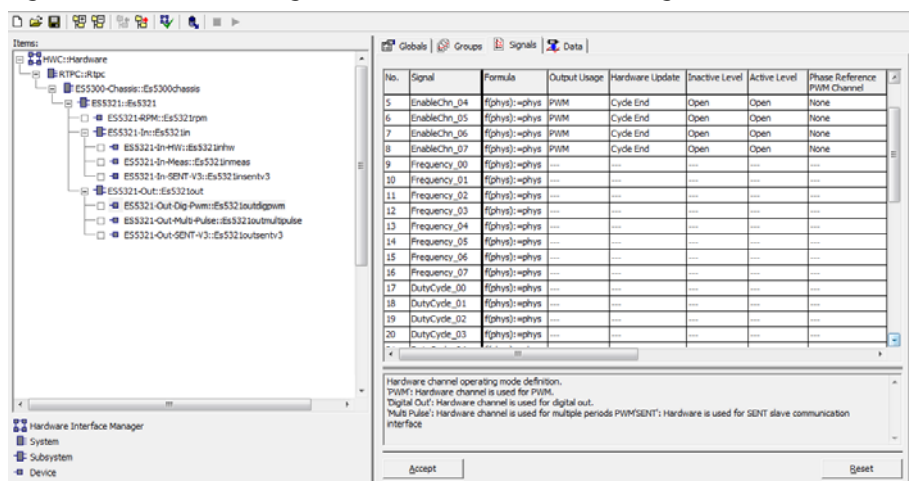 Items:
HWC::Hardware
RTPC::Rtpc
ES5300-Chassis::Es5300chassis
ES5321::Es5321
ES5321-RPM::Es5321rpm
ES5321-In::Es5321in
ES5321-In-HW::Es5321inhw
ES5321-In-Meas::Es5321inmeas
ES5321-In-SENT-V3::Es5321insentv3
ES5321-Out::Es5321out
ES5321-Out-Dig-Pwm::Es5321outdigpwm
ES5321-Out-Multi-Pulse::Es5321outmultipulse
ES5321-Out-SENT-V3::Es5321outsentv3
Hardware Interface Manager
System
Subsystem
Device
Globals Groups Signals Data
No. Signal Formula Output Usage Hardware Update Inactive Level Active Level Phase Reference PWM Channel
5 EnableChn_04 f(phys):=phys PWM Cycle End Open Open None
6 EnableChn_05 f(phys):=phys PWM Cycle End Open Open None
7 EnableChn_06 f(phys):=phys PWM Cycle End Open Open None
8 EnableChn_07 f(phys):=phys PWM Cycle End Open Open None
9 Frequency_00 f(phys):=phys --- --- --- --- ---
10 Frequency_01 f(phys):=phys --- --- --- --- ---
11 Frequency_02 f(phys):=phys --- --- --- --- ---
12 Frequency_03 f(phys):=phys --- --- --- --- ---
13 Frequency_04 f(phys):=phys --- --- --- --- ---
14 Frequency_05 f(phys):=phys --- --- --- --- ---
15 Frequency_06 f(phys):=phys --- --- --- --- ---
16 Frequency_07 f(phys):=phys --- --- --- --- ---
17 DutyCycle_00 f(phys):=phys --- --- --- --- ---
18 DutyCycle_01 f(phys):=phys --- --- --- --- ---
19 DutyCycle_02 f(phys):=phys --- --- --- --- ---
20 DutyCycle_03 f(phys):=phys --- --- --- --- ---
Hardware channel operating mode definition.
'PWM': Hardware channel is used for PWM.
'Digital Out': Hardware channel is used for digital out.
'Multi Pulse': Hardware channel is used for multiple periods PWM'SENT': Hardware is used for SENT slave communication
interface
Accept Reset